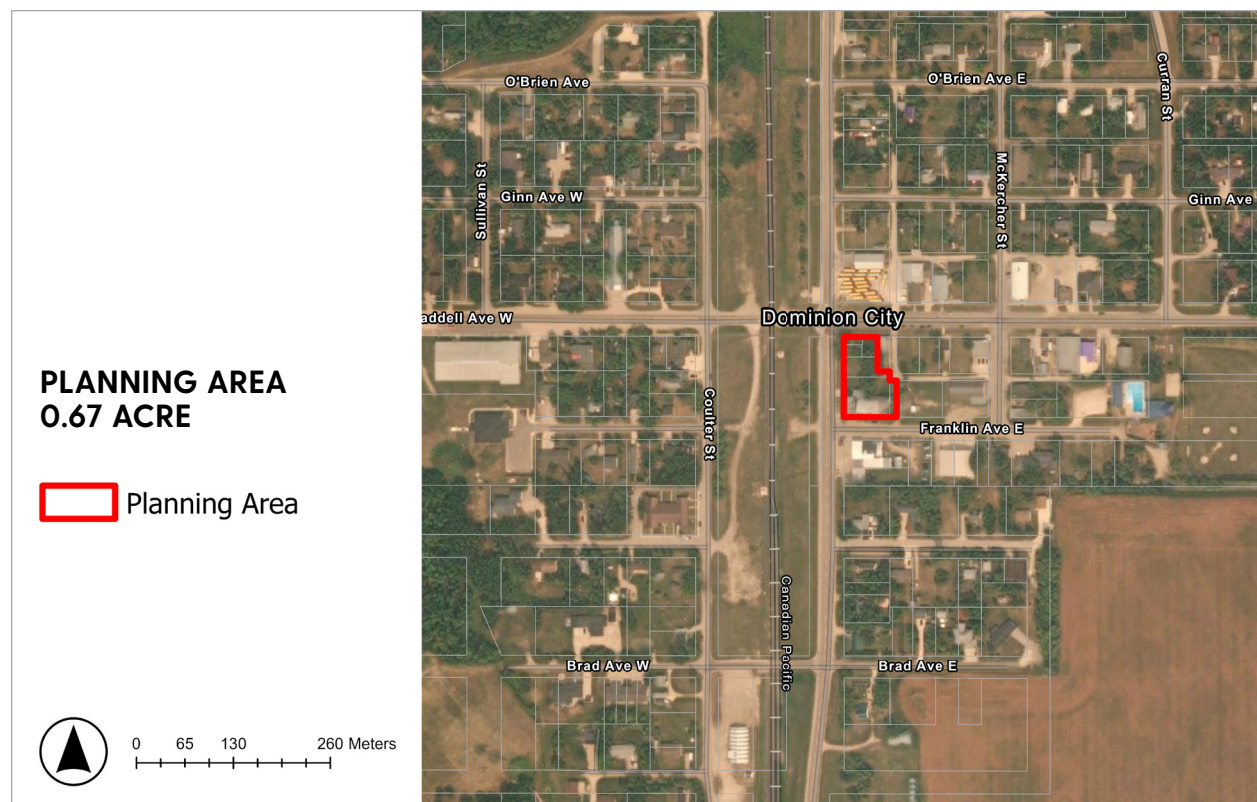 O'Brien Ave
O'Brien Ave E
Curran St
McKercher St
Sullivan St
Ginn Ave W
Ginn Ave
addell Ave W
Dominion City
PLANNING AREA
0.67 ACRE
Coulter St
Franklin Ave E
Planning Area
Canadian Pacific
Brad Ave W
Brad Ave E
0 65 130 260 Meters